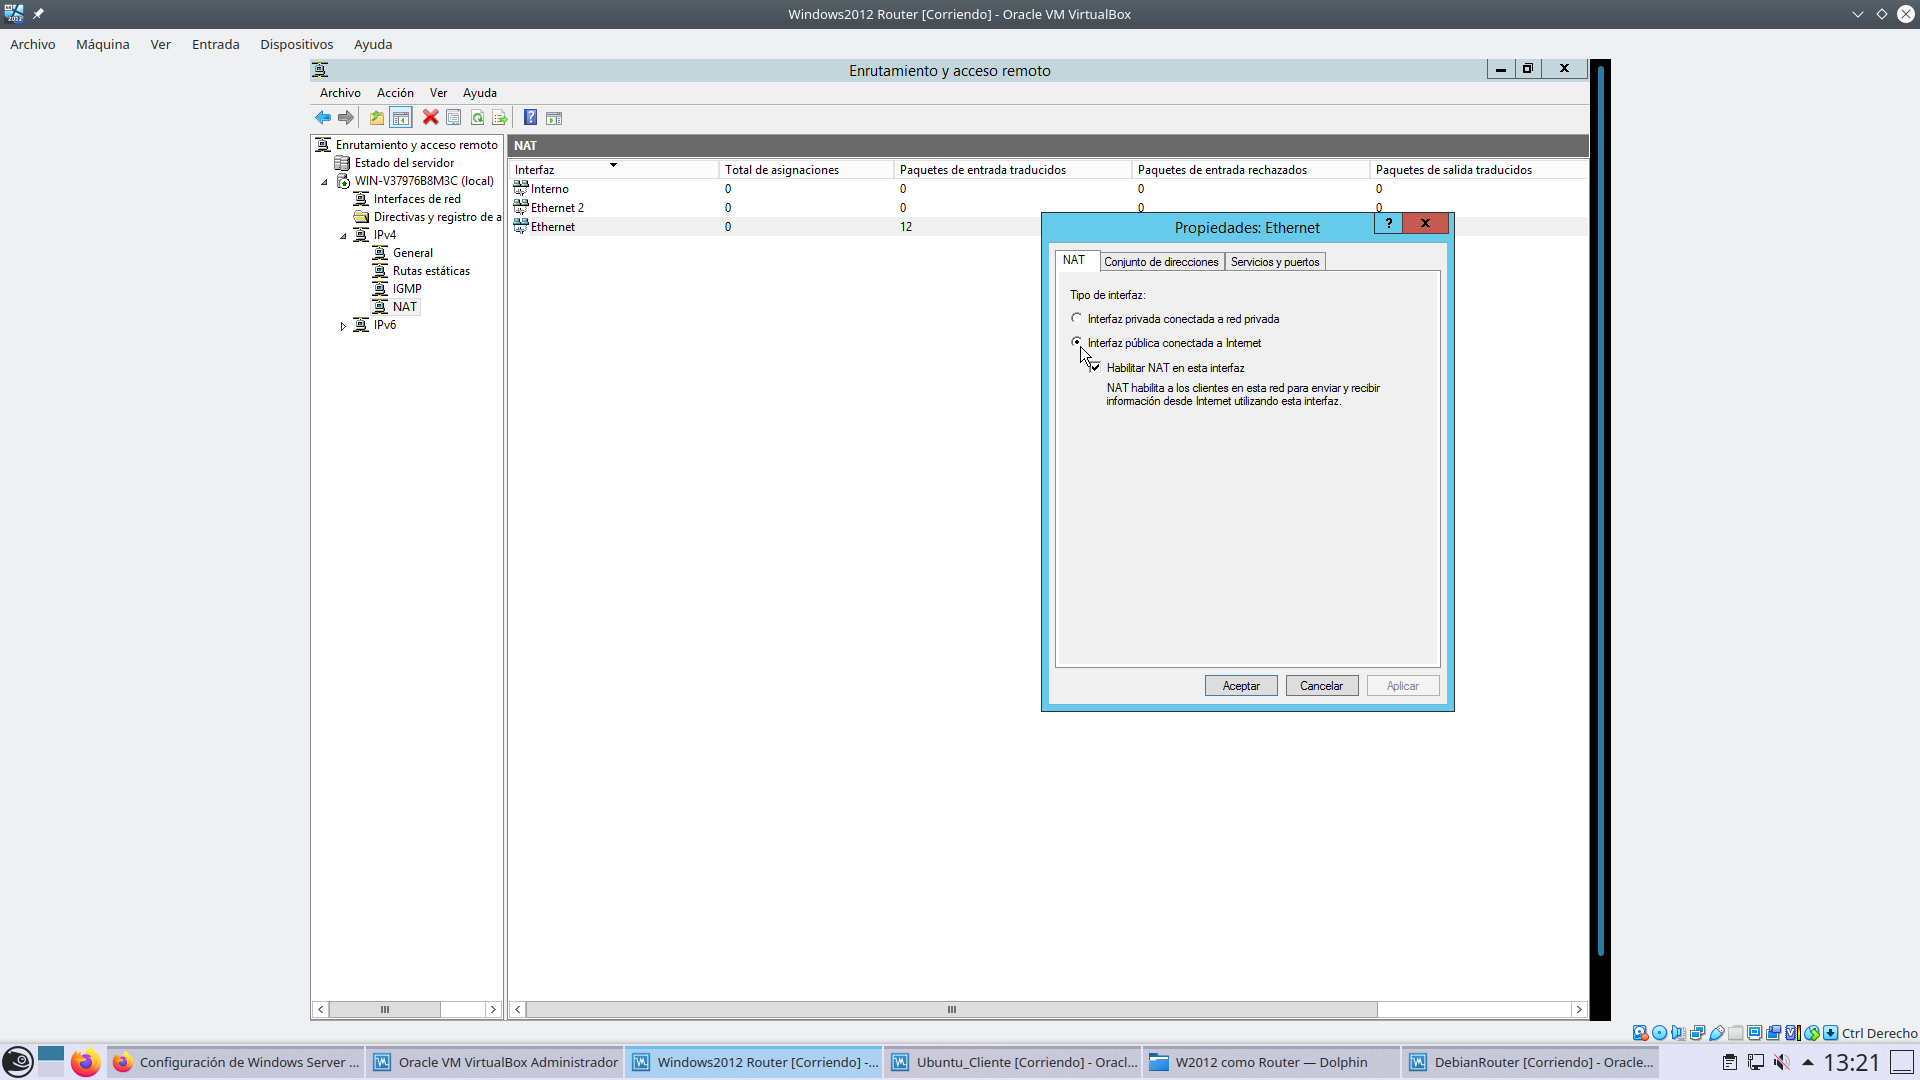 Windows2012 Router [Corriendo] - Oracle VM VirtualBox
Archivo Máquina Ver Entrada Dispositivos Ayuda
Enrutamiento y acceso remoto
Archivo Acción Ver Ayuda
Enrutamiento y acceso remoto
Estado del servidor
WIN-V37976B8M3C (local)
Interfaces de red
Directivas y registro de a
IPv4
General
Rutas estáticas
IGMP
NAT
IPv6
NAT
Interfaz Total de asignaciones Paquetes de entrada traducidos Paquetes de entrada rechazados Paquetes de salida traducidos
Interno 0 0 0 0
Ethernet 2 0 0 0 0
Ethernet 0 12
Propiedades: Ethernet
NAT Conjunto de direcciones Servicios y puertos
Tipo de interfaz:
Interfaz privada conectada a red privada
Interfaz pública conectada a Internet
Habilitar NAT en esta interfaz
NAT habilita a los clientes en esta red para enviar y recibir
información desde Internet utilizando esta interfaz.
Aceptar Cancelar Aplicar
Ctrl Derecho
Configuración de Windows Server ... Oracle VM VirtualBox Administrador Windows2012 Router [Corriendo] -... Ubuntu_Cliente [Corriendo] - Oracl... W2012 como Router — Dolphin DebianRouter [Corriendo] - Oracle... 13:21